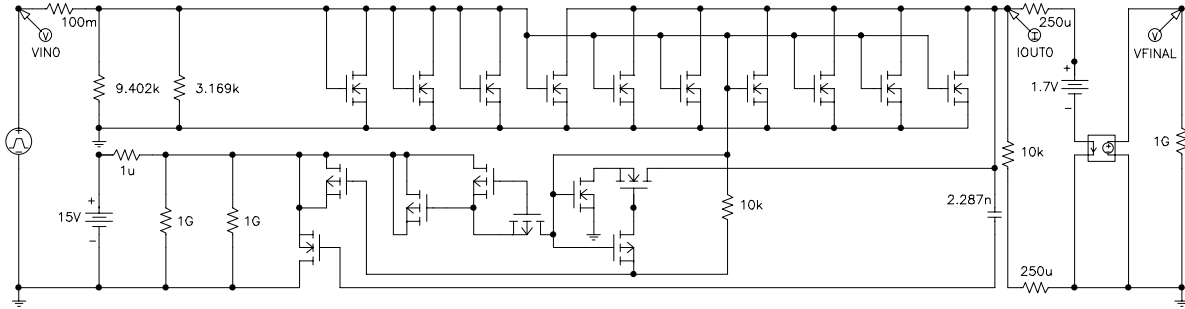 100m
V
VIN0
9.402k
3.169k
250u
I
IOUT0
V
VFINAL
+
1.7V
-
+
1G
10k
+
15V
-
1u
1G
1G
10k
2.287n
250u